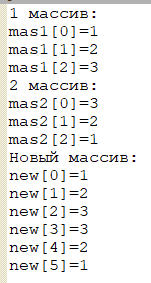 1 массив:
mas1[0]=1
mas1[1]=2
mas1[2]=3
2 массив:
mas2[0]=3
mas2[1]=2
mas2[2]=1
Новый массив:
new[0]=1
new[1]=2
new[2]=3
new[3]=3
new[4]=2
new[5]=1